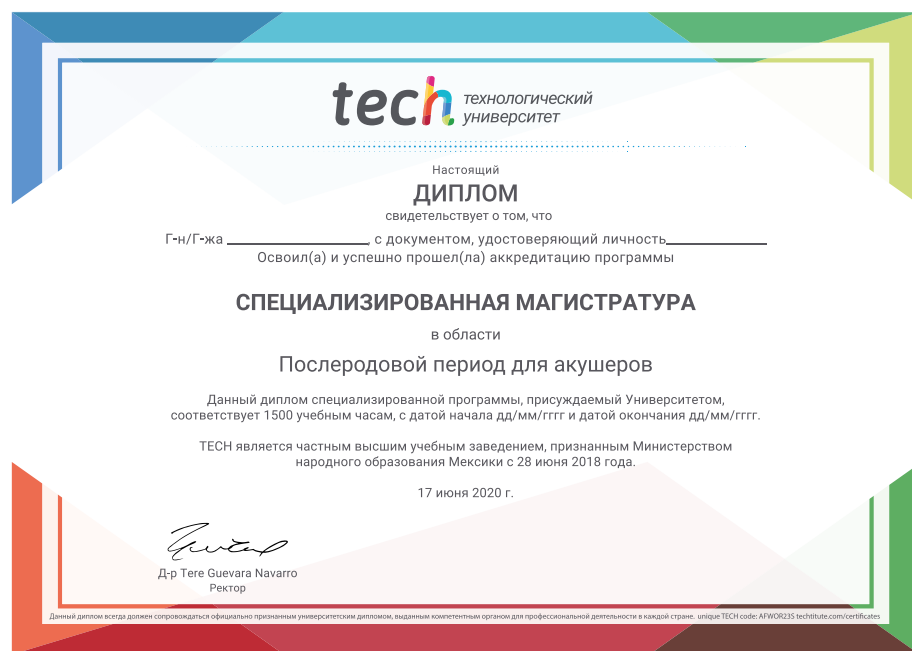 tech технологический
университет
Настоящий
ДИПЛОМ
свидетельствует о том, что
Г-н/Г-жа , с документом, удостоверяющий личность
Освоил(а) и успешно прошел(ла) аккредитацию программы
СПЕЦИАЛИЗИРОВАННАЯ МАГИСТРАТУРА
в области
Послеродовой период для акушеров
Данный диплом специализированной программы, присуждаемый Университетом,
соответствует 1500 учебным часам, с датой начала дд/мм/гггг и датой окончания дд/мм/гггг.
TECH является частным высшим учебным заведением, признанным Министерством
народного образования Мексики с 28 июня 2018 года.
17 июня 2020 г.
Д-р Tere Guevara Navarro
Ректор
Данный диплом всегда должен сопровождаться официально признанным университетским дипломом, выданным компетентным органом для профессиональной деятельности в каждой стране. unique TECH code: AFWOR235 techtitute.com/certificates